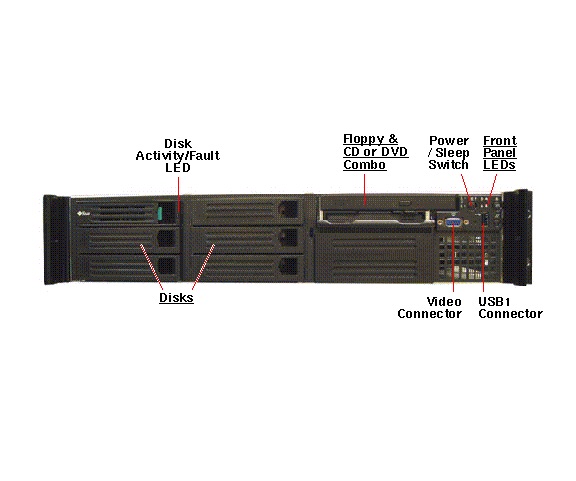 Disk
Activity/Fault
LED
Floppy &
CD or DVD
Combo
Power
/ Sleep
Switch
Front
Panel
LEDs
Disks
Video
Connector
USB1
Connector